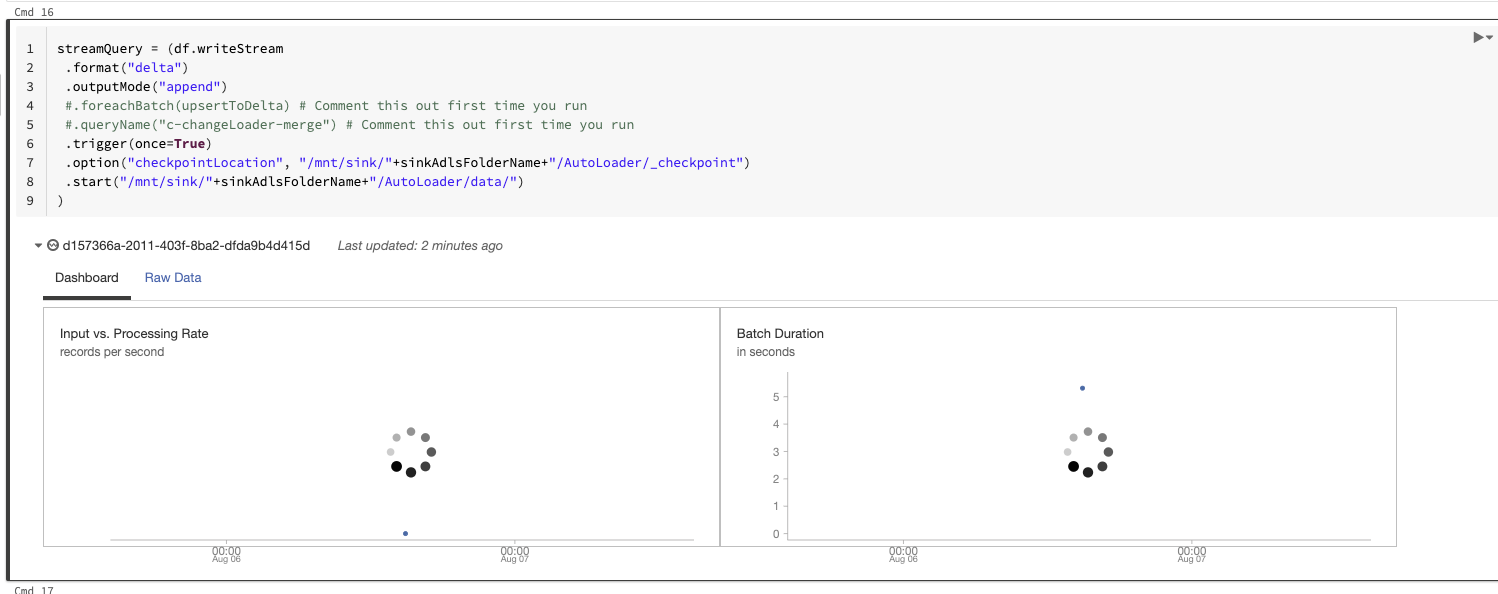 Cmd 16
1 streamQuery = (df.writeStream
2 .format("delta")
3 .outputMode("append")
4 #.foreachBatch(upsertToDelta) # Comment this out first time you run
5 #.queryName("c-changeLoader-merge") # Comment this out first time you run
6 .trigger(once=True)
7 .option("checkpointLocation", "/mnt/sink/"+sinkAdlsFolderName+"/AutoLoader/_checkpoint")
8 .start("/mnt/sink/"+sinkAdlsFolderName+"/AutoLoader/data/")
9 )
d157366a-2011-403f-8ba2-dfda9b4d415d Last updated: 2 minutes ago
Dashboard Raw Data
Input vs. Processing Rate
records per second
00:00 00:00
Aug 06 Aug 07
Batch Duration
in seconds
5
4
3
2
1
0
00:00 00:00
Aug 06 Aug 07
Cmd 17